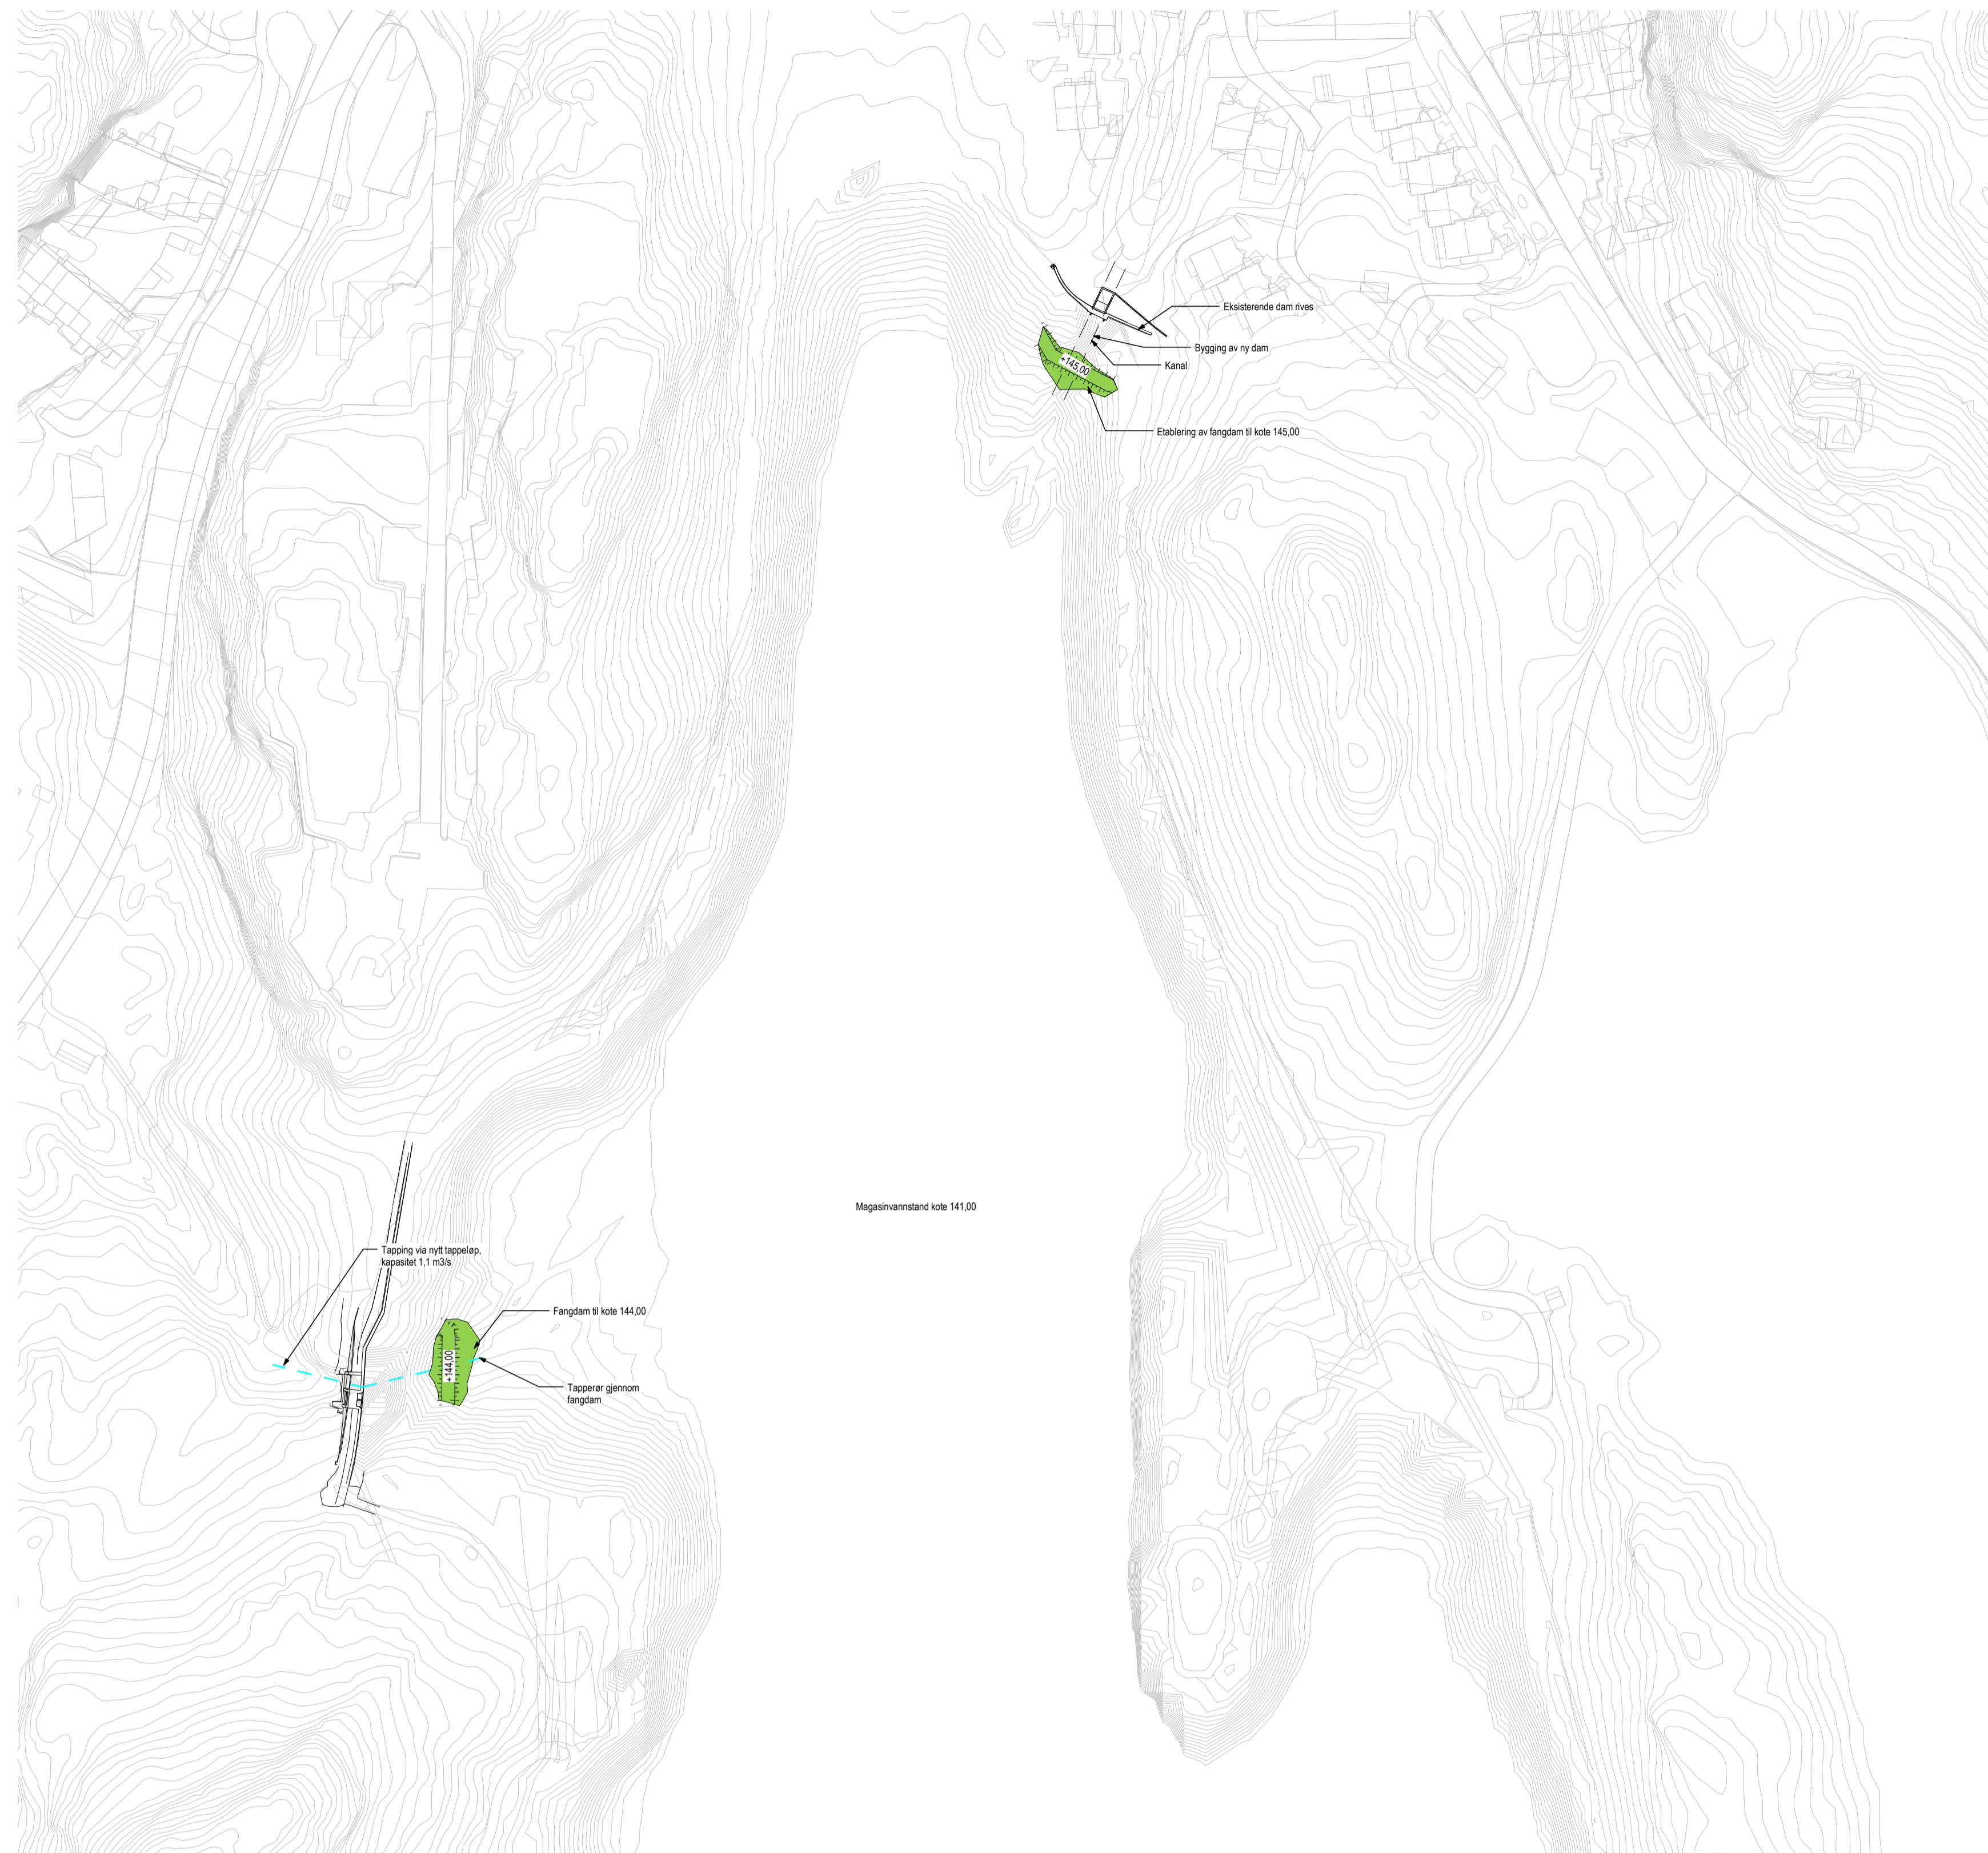 Eksisterende dam rives
Bygging av ny dam
Kanal
+145.00
Etablering av fangdam til kote 145,00
Magasinvannstand kote 141,00
Tapping via nytt tappeløp,
kapasitet 1,1 m3/s
Fangdam til kote 144,00
+144.00
Tapperør gjennom
fangdam